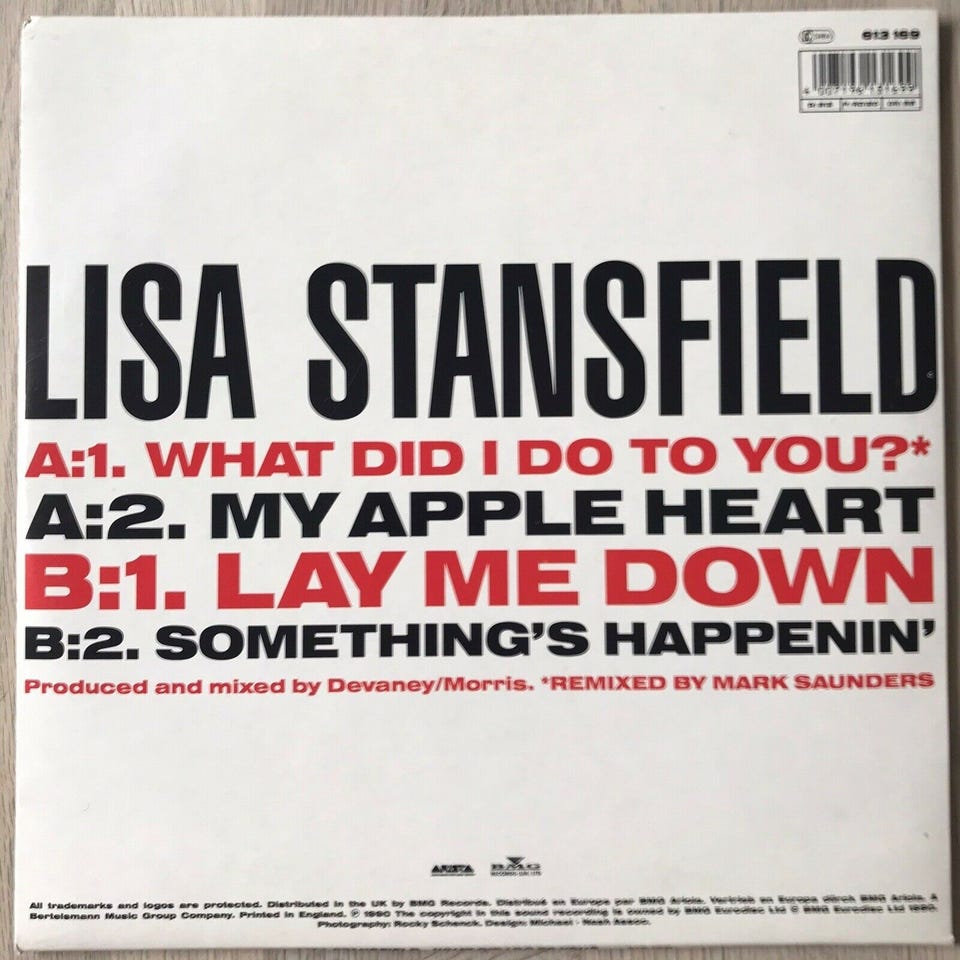 613 169
4 007196 131699
LISA STANSFIELD
A:1. WHAT DID I DO TO YOU?*
A:2. MY APPLE HEART
B:1. LAY ME DOWN
B:2. SOMETHING'S HAPPENIN'
Produced and mixed by Devaney/Morris. *REMIXED BY MARK SAUNDERS
ARISTA BMG
All trademarks and logos are protected. Distributed in the UK by BMG Records. Distribué en Europe par BMG Ariola. Vertrieb en Europa dürch BMG Ariola. A
Bertelsmann Music Group Company. Printed in England. ℗ 1990 The copyright in this sound recording is owned by BMG Eurodisc Ltd © BMG Eurodisc Ltd 1990.
Photography: Rocky Schenck. Design: Michael Nash Assoc.